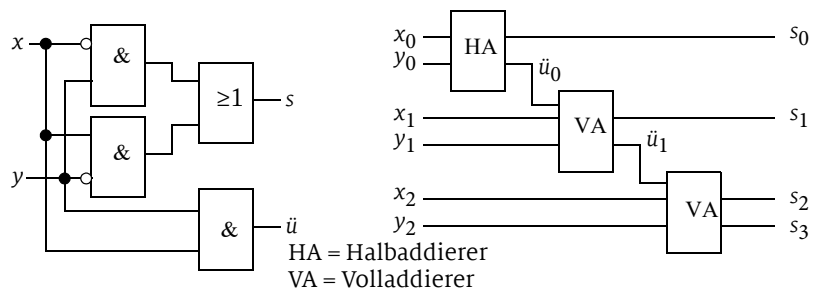 x
y
&
&
≥1
s
&
ü
x0
y0
HA
s0
ü0
x1
y1
VA
s1
ü1
x2
y2
VA
s2
s3
HA = Halbaddierer
VA = Volladdierer